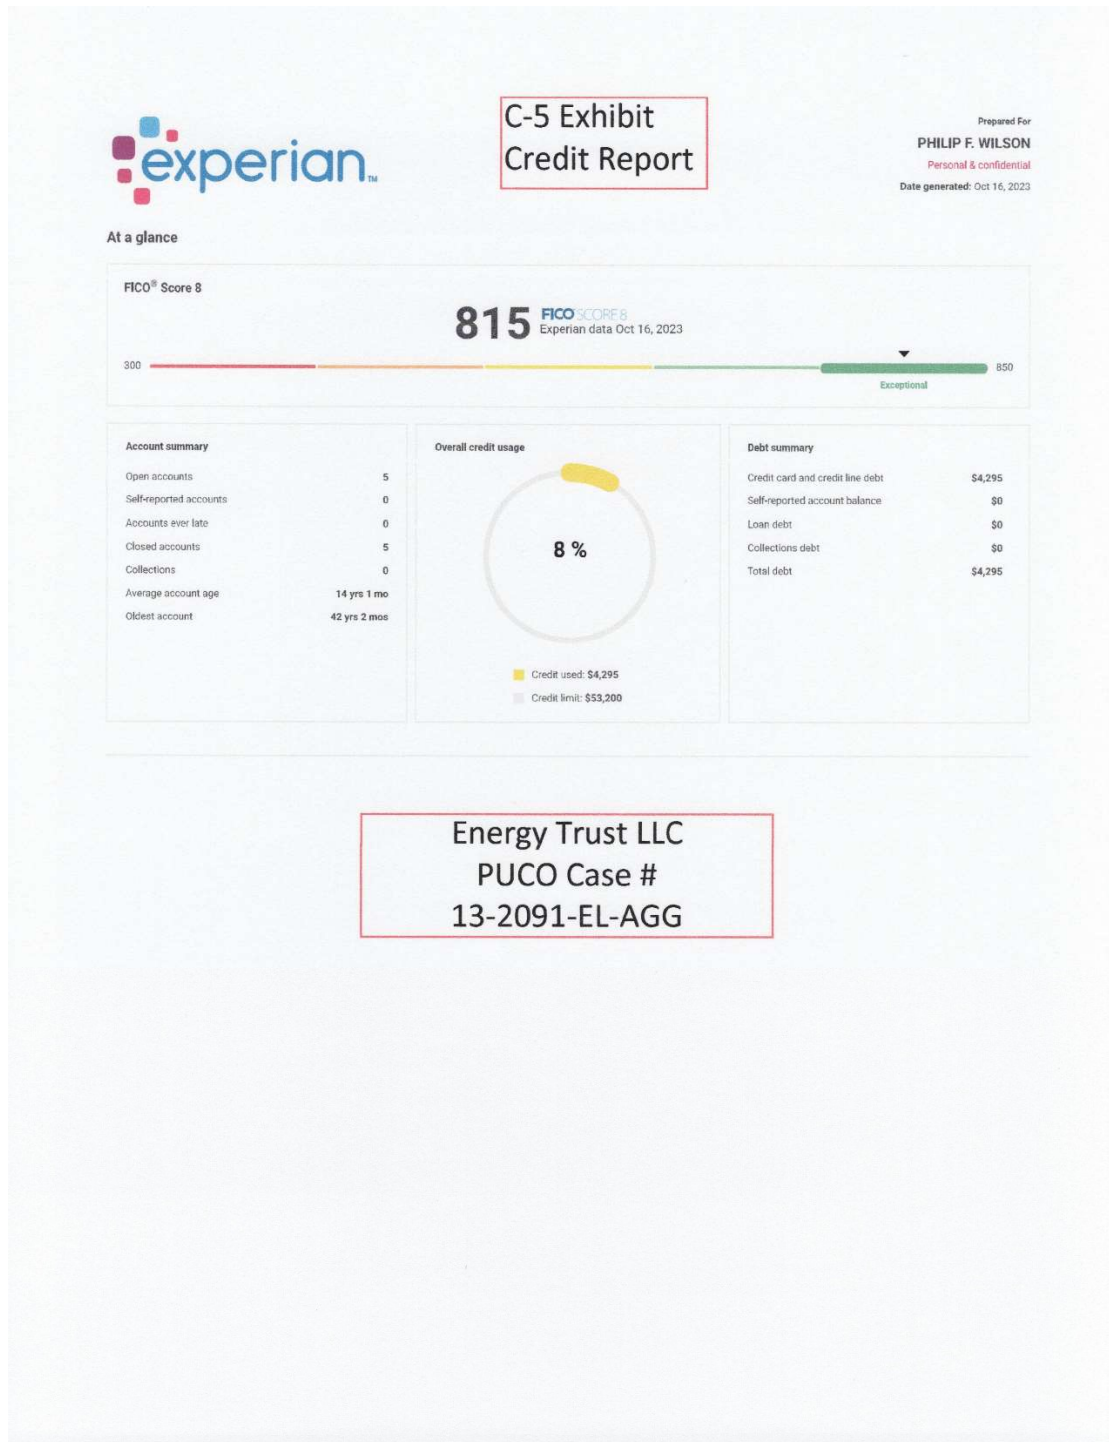 experian™
C-5 Exhibit
Credit Report
Prepared For
PHILIP F. WILSON
Personal & confidential
Date generated: Oct 16, 2023
At a glance
FICO® Score 8
815
FICO SCORE 8
Experian data Oct 16, 2023
300
850
Exceptional
Account summary
Open accounts 5
Self-reported accounts 0
Accounts ever late 0
Closed accounts 5
Collections 0
Average account age 14 yrs 1 mo
Oldest account 42 yrs 2 mos
Overall credit usage
8 %
Credit used: $4,295
Credit limit: $53,200
Debt summary
Credit card and credit line debt $4,295
Self-reported account balance $0
Loan debt $0
Collections debt $0
Total debt $4,295
Energy Trust LLC
PUCO Case #
13-2091-EL-AGG